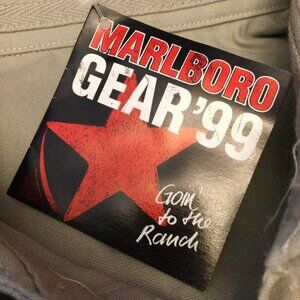 MARLBORO
GEAR '99
Goin'
to the
Ranch